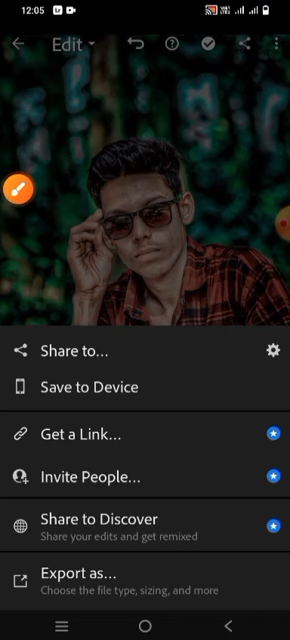 12:05
Edit
Share to...
Save to Device
Get a Link...
Invite People...
Share to Discover
Share your edits and get remixed
Export as...
Choose the file type, sizing, and more